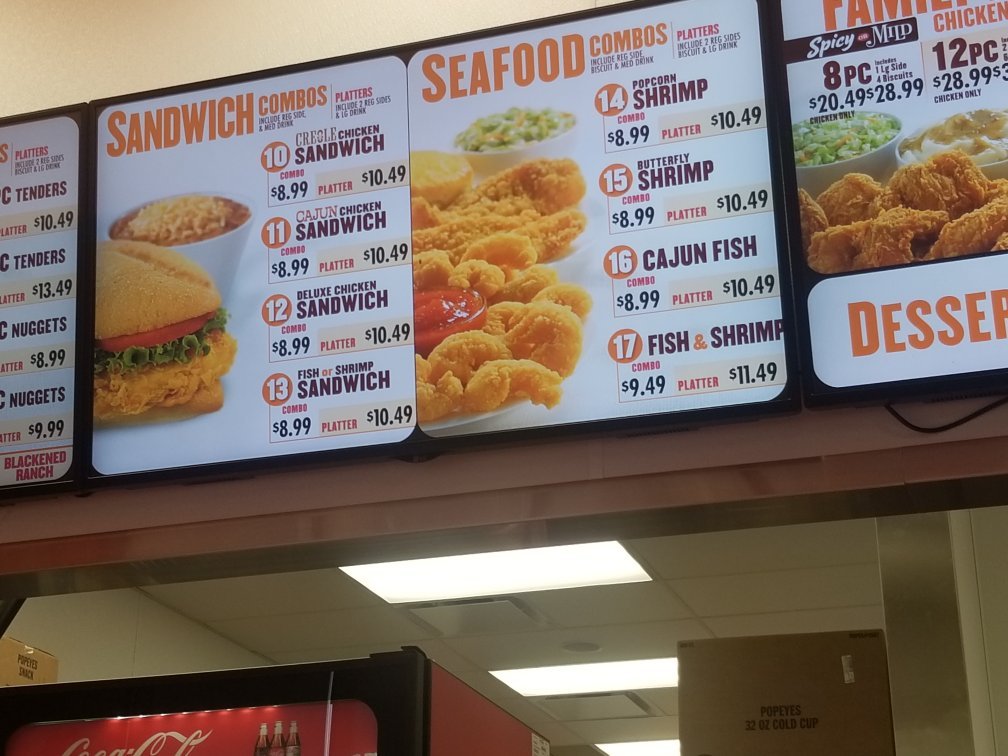 PLATTERS
INCLUDE 2 REG SIDES
BISCUIT & LG DRINK
TENDERS
$10.49
TENDERS
$13.49
NUGGETS
$8.99
NUGGETS
$9.99
BLACKENED
RANCH
SANDWICH COMBOS
INCLUDE REG SIDE,
& MED DRINK
PLATTERS
INCLUDE 2 REG SIDES
& LG DRINK
10 CREOLE CHICKEN
SANDWICH
COMBO
$8.99 PLATTER $10.49
11 CAJUN CHICKEN
SANDWICH
COMBO
$8.99 PLATTER $10.49
12 DELUXE CHICKEN
SANDWICH
COMBO
$8.99 PLATTER $10.49
13 FISH or SHRIMP
SANDWICH
COMBO
$8.99 PLATTER $10.49
SEAFOOD COMBOS
INCLUDE REG SIDE,
BISCUIT & MED DRINK
PLATTERS
INCLUDE 2 REG SIDES
BISCUIT & LG DRINK
14 POPCORN
SHRIMP
COMBO
$8.99 PLATTER $10.49
15 BUTTERFLY
SHRIMP
COMBO
$8.99 PLATTER $10.49
16 CAJUN FISH
COMBO
$8.99 PLATTER $10.49
17 FISH & SHRIMP
COMBO
$9.49 PLATTER $11.49
CHICKEN
Spicy OR MILD
8PC Includes
1 Lg Side
4 Biscuits
$20.49 $28.99
CHICKEN ONLY
12PC
$28.99
CHICKEN ONLY
POPEYES
SNACK
Coca-Cola
POPEYES
32 OZ COLD CUP